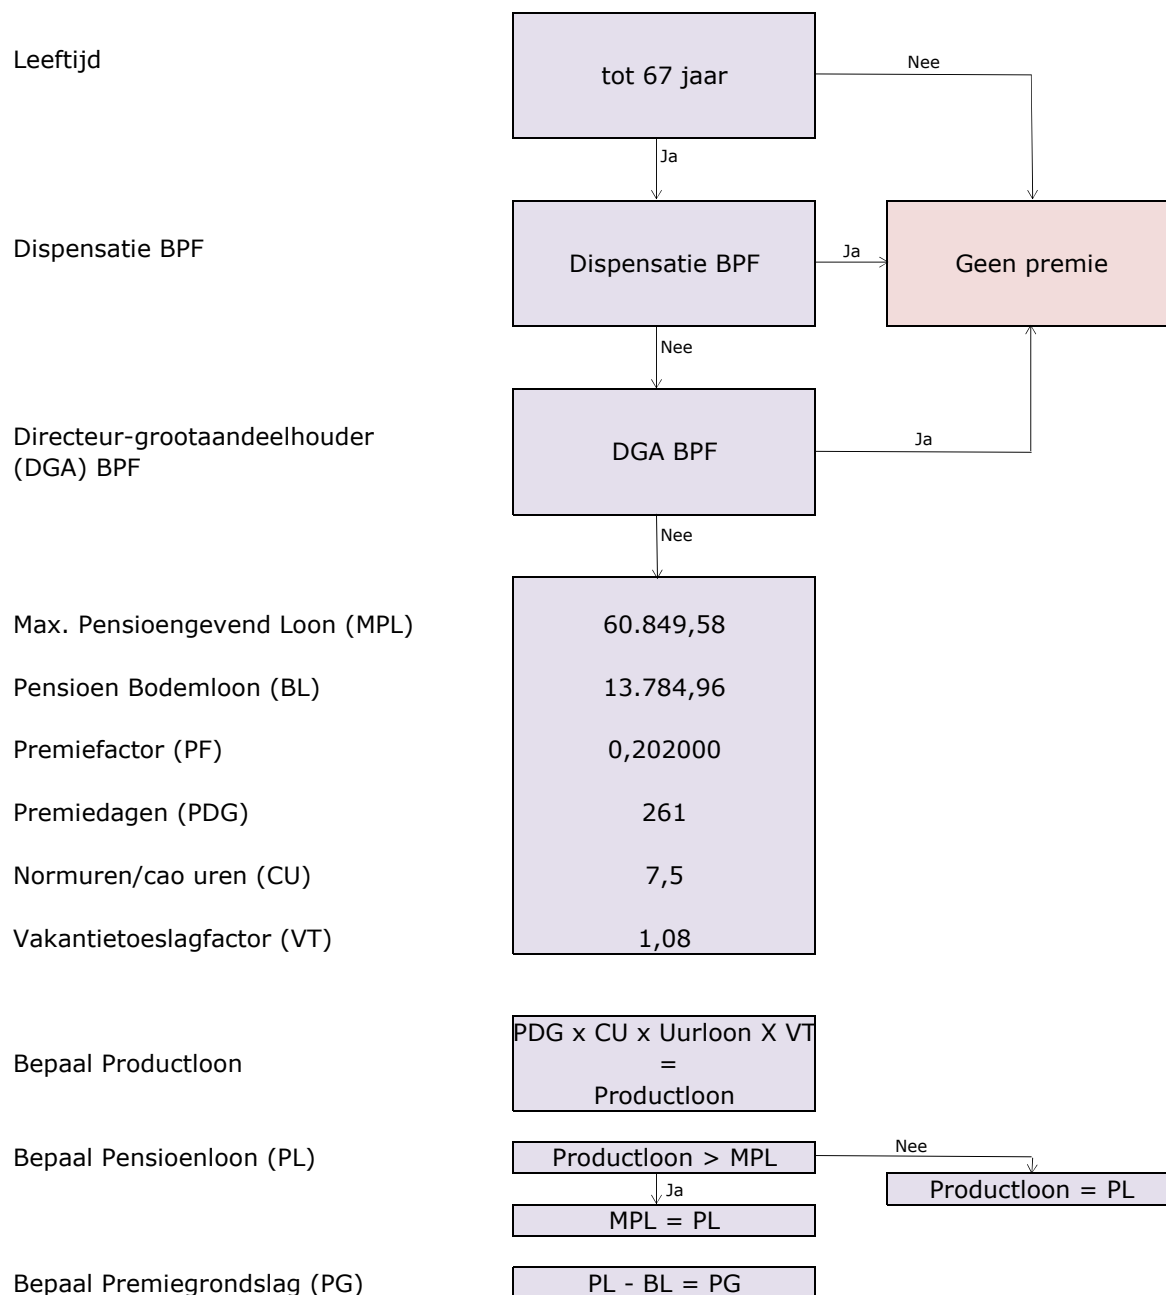 Leeftijd
tot 67 jaar
Nee
Ja
Dispensatie BPF
Dispensatie BPF
Ja
Geen premie
Nee
Directeur-grootaandeelhouder
(DGA) BPF
DGA BPF
Ja
Nee
Max. Pensioengevend Loon (MPL)
60.849,58
Pensioen Bodemloon (BL)
13.784,96
Premiefactor (PF)
0,202000
Premiedagen (PDG)
261
Normuren/cao uren (CU)
7,5
Vakantietoeslagfactor (VT)
1,08
Bepaal Productloon
PDG x CU x Uurloon X VT
=
Productloon
Bepaal Pensioenloon (PL)
Productloon > MPL
Nee
Productloon = PL
Ja
MPL = PL
Bepaal Premiegrondslag (PG)
PL - BL = PG